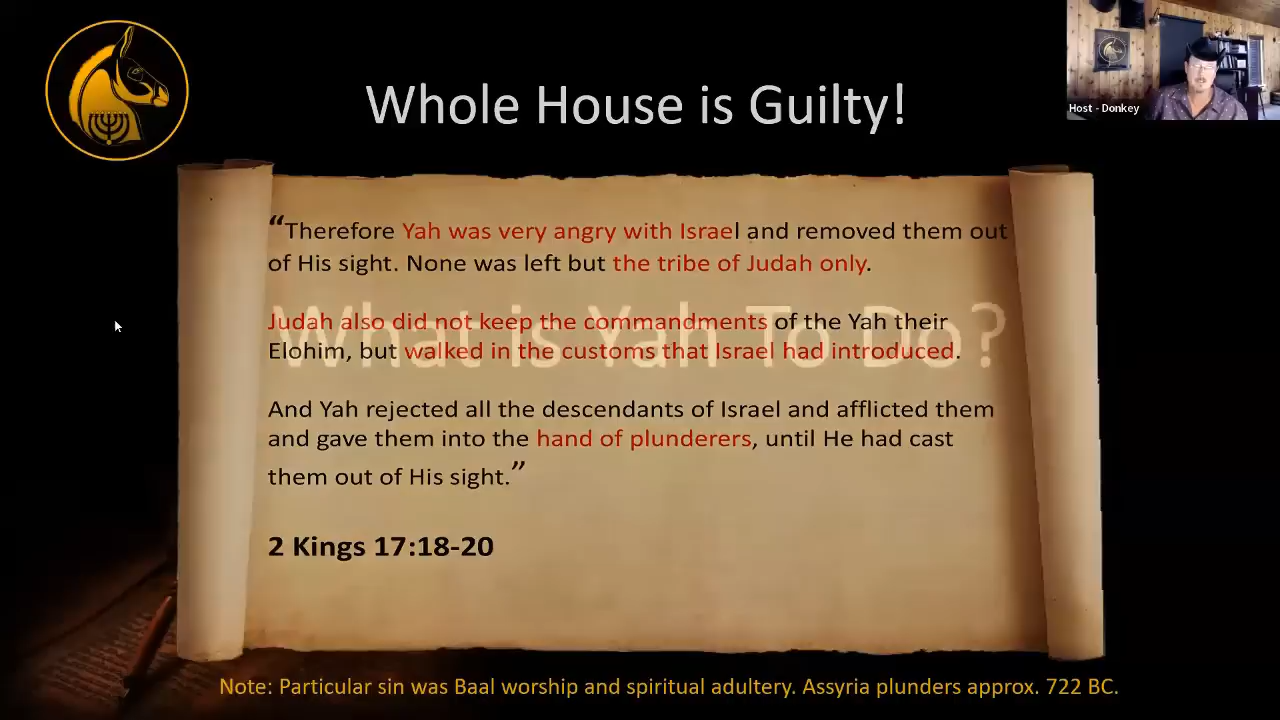 Host - Donkey
Whole House is Guilty!
“Therefore Yah was very angry with Israel and removed them out
of His sight. None was left but the tribe of Judah only.
Judah also did not keep the commandments of the Yah their
Elohim, but walked in the customs that Israel had introduced.
What is Yah To Do?
And Yah rejected all the descendants of Israel and afflicted them
and gave them into the hand of plunderers, until He had cast
them out of His sight.”
2 Kings 17:18-20
Note: Particular sin was Baal worship and spiritual adultery. Assyria plunders approx. 722 BC.